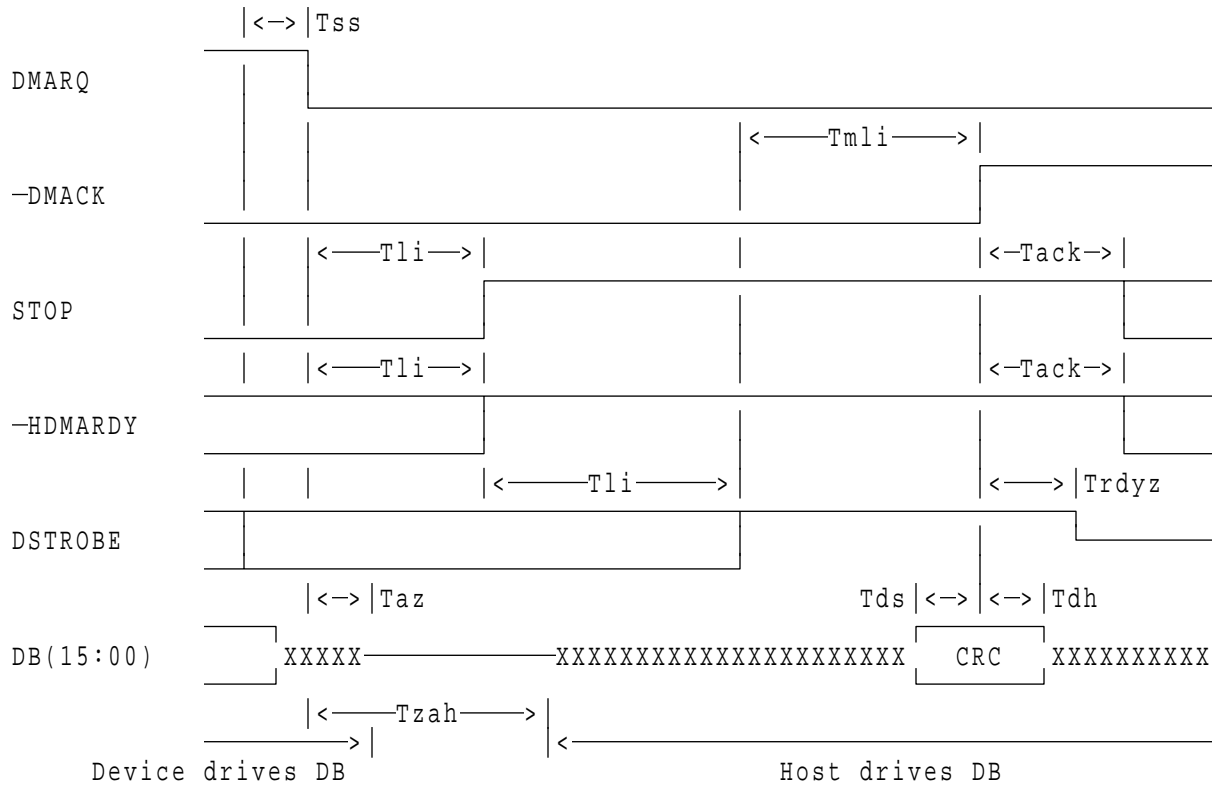 |<—>|Tss
DMARQ
|<——Tmli——>|
—DMACK
|<——Tli—>| |<—Tack—>|
STOP
|<——Tli—>| |<—Tack—>|
—HDMARDY
|<———Tli———>| |<——>|Trdyz
DSTROBE
|<—>|Taz Tds|<—>|<—>|Tdh
DB(15:00) XXXXX————XXXXXXXXXXXXXXXXXXXXXX CRC XXXXXXXXXX
|<——Tzah——>|
————>| |<————
Device drives DB Host drives DB